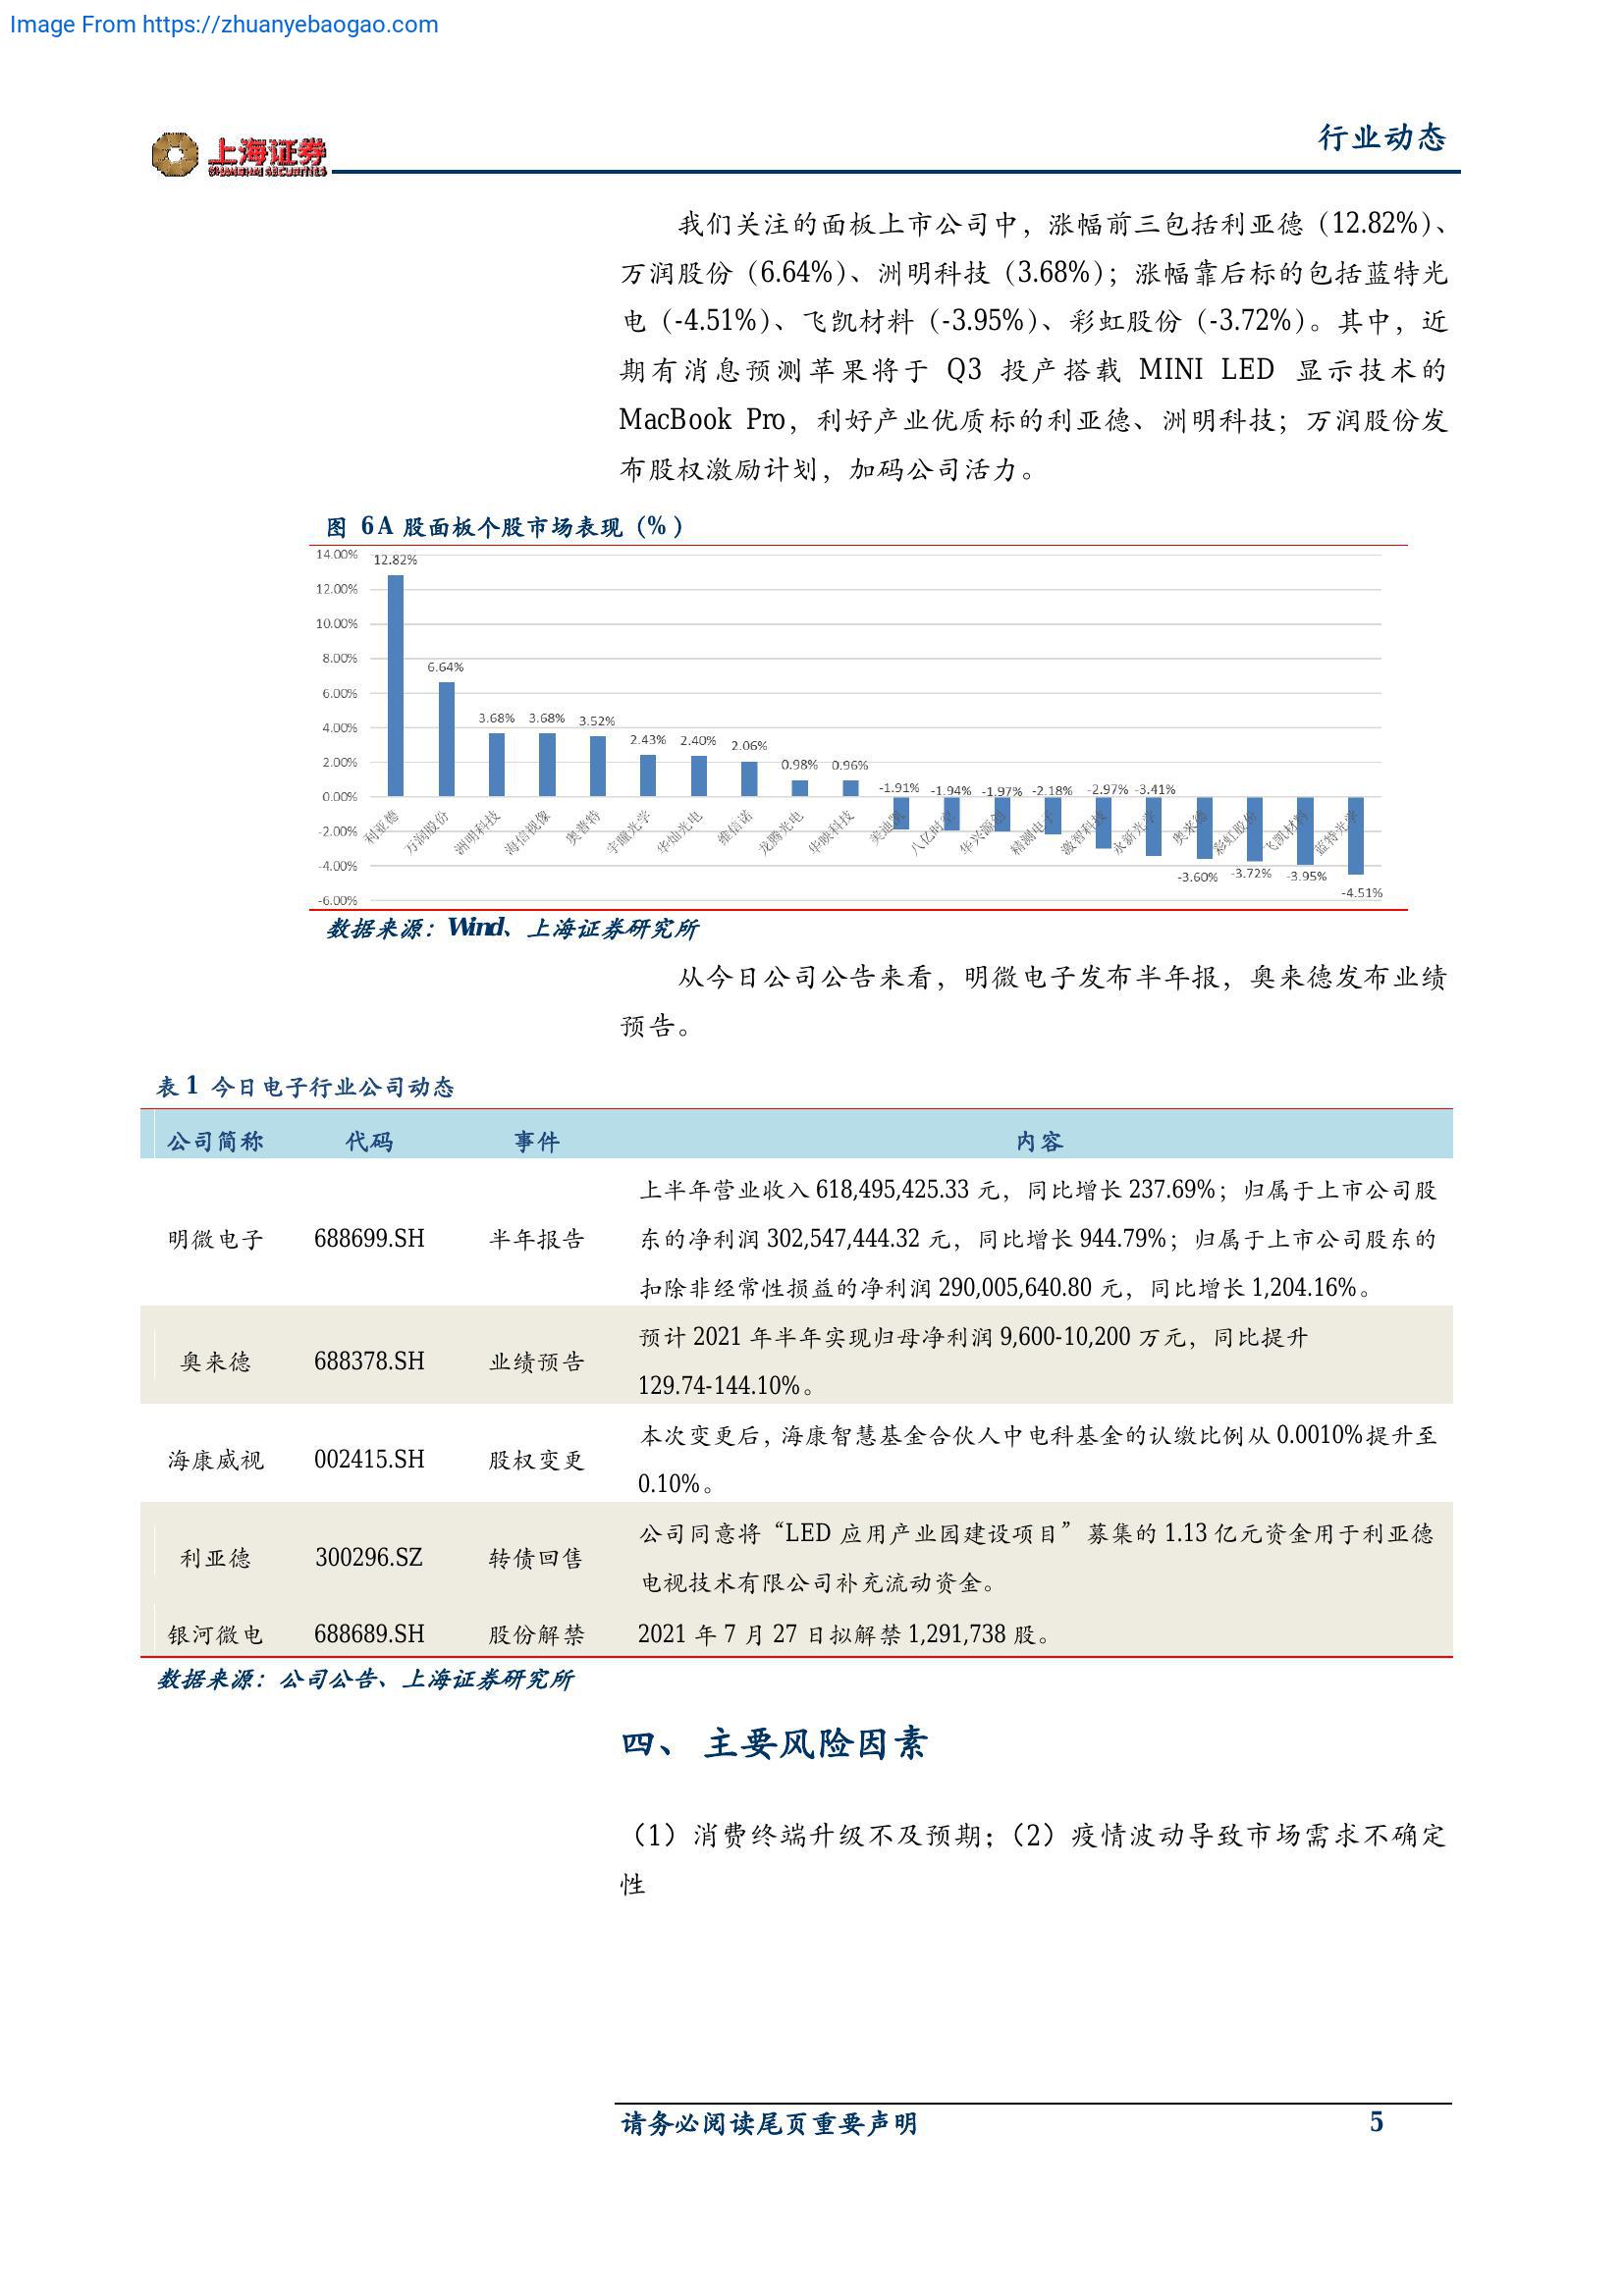 Image From https://zhuanyebaogao.com
上海证券
SHANGHAI SECURITIES
行业动态
我们关注的面板上市公司中，涨幅前三包括利亚德（12.82%）、
万润股份（6.64%）、洲明科技（3.68%）；涨幅靠后标的包括蓝特光
电（-4.51%）、飞凯材料（-3.95%）、彩虹股份（-3.72%）。其中，近
期有消息预测苹果将于 Q3 投产搭载 MINI LED 显示技术的
MacBook Pro，利好产业优质标的利亚德、洲明科技；万润股份发
布股权激励计划，加码公司活力。
图 6A 股面板个股市场表现（%）
14.00%
12.00%
10.00%
8.00%
6.00%
4.00%
2.00%
0.00%
-2.00%
-4.00%
-6.00%
12.82%
6.64%
3.68%
3.68%
3.52%
2.43%
2.40%
2.06%
0.98%
0.96%
-1.91%
-1.94%
-1.97%
-2.18%
-2.97%
-3.41%
-3.60%
-3.72%
-3.95%
-4.51%
利亚德
万润股份
洲明科技
海信视像
奥普特
宇瞳光学
华灿光电
维信诺
龙腾光电
华映科技
美迪凯
八亿时空
华兴源创
精测电子
激智科技
永新光学
奥来德
彩虹股份
飞凯材料
蓝特光学
数据来源：Wind、上海证券研究所
从今日公司公告来看，明微电子发布半年报，奥来德发布业绩
预告。
表 1 今日电子行业公司动态
公司简称 代码 事件 内容
上半年营业收入 618,495,425.33 元，同比增长 237.69%；归属于上市公司股
明微电子 688699.SH 半年报告 东的净利润 302,547,444.32 元，同比增长 944.79%；归属于上市公司股东的
扣除非经常性损益的净利润 290,005,640.80 元，同比增长 1,204.16%。
奥来德 688378.SH 业绩预告 预计 2021 年半年实现归母净利润 9,600-10,200 万元，同比提升
129.74-144.10%。
海康威视 002415.SH 股权变更 本次变更后，海康智慧基金合伙人中电科基金的认缴比例从 0.0010%提升至
0.10%。
利亚德 300296.SZ 转债回售 公司同意将“LED 应用产业园建设项目”募集的 1.13 亿元资金用于利亚德
电视技术有限公司补充流动资金。
银河微电 688689.SH 股份解禁 2021 年 7 月 27 日拟解禁 1,291,738 股。
数据来源：公司公告、上海证券研究所
四、 主要风险因素
（1）消费终端升级不及预期；（2）疫情波动导致市场需求不确定
性
请务必阅读尾页重要声明 5